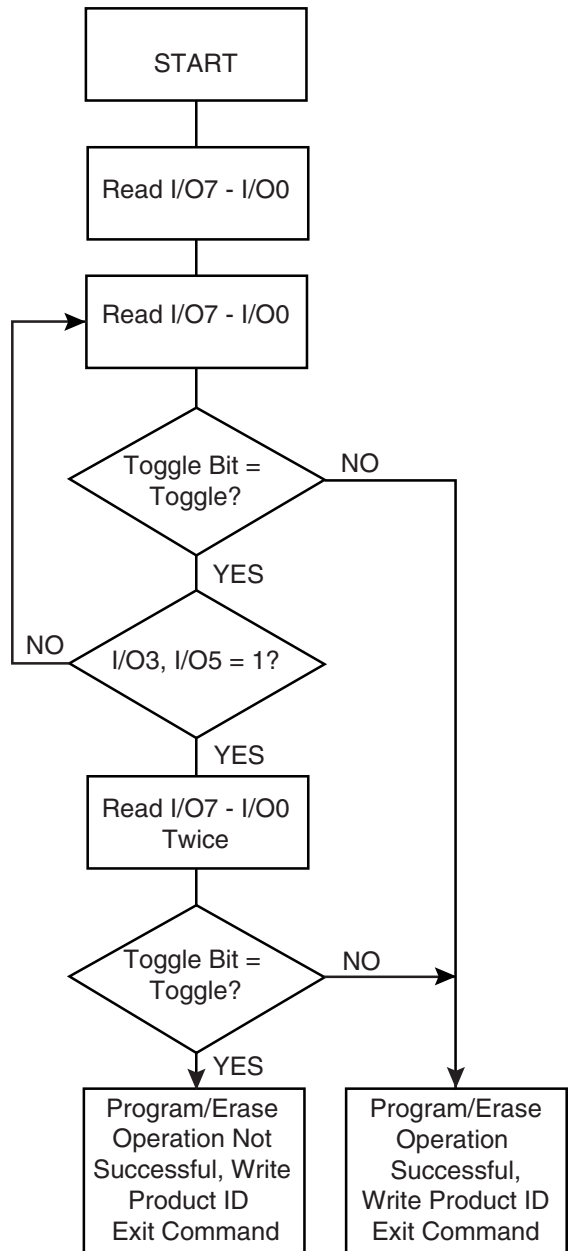 START
Read I/O7 - I/O0
Read I/O7 - I/O0
Toggle Bit =
Toggle?
NO
YES
NO
I/O3, I/O5 = 1?
YES
Read I/O7 - I/O0
Twice
Toggle Bit =
Toggle?
NO
YES
Program/Erase
Operation Not
Successful, Write
Product ID
Exit Command
Program/Erase
Operation
Successful,
Write Product ID
Exit Command